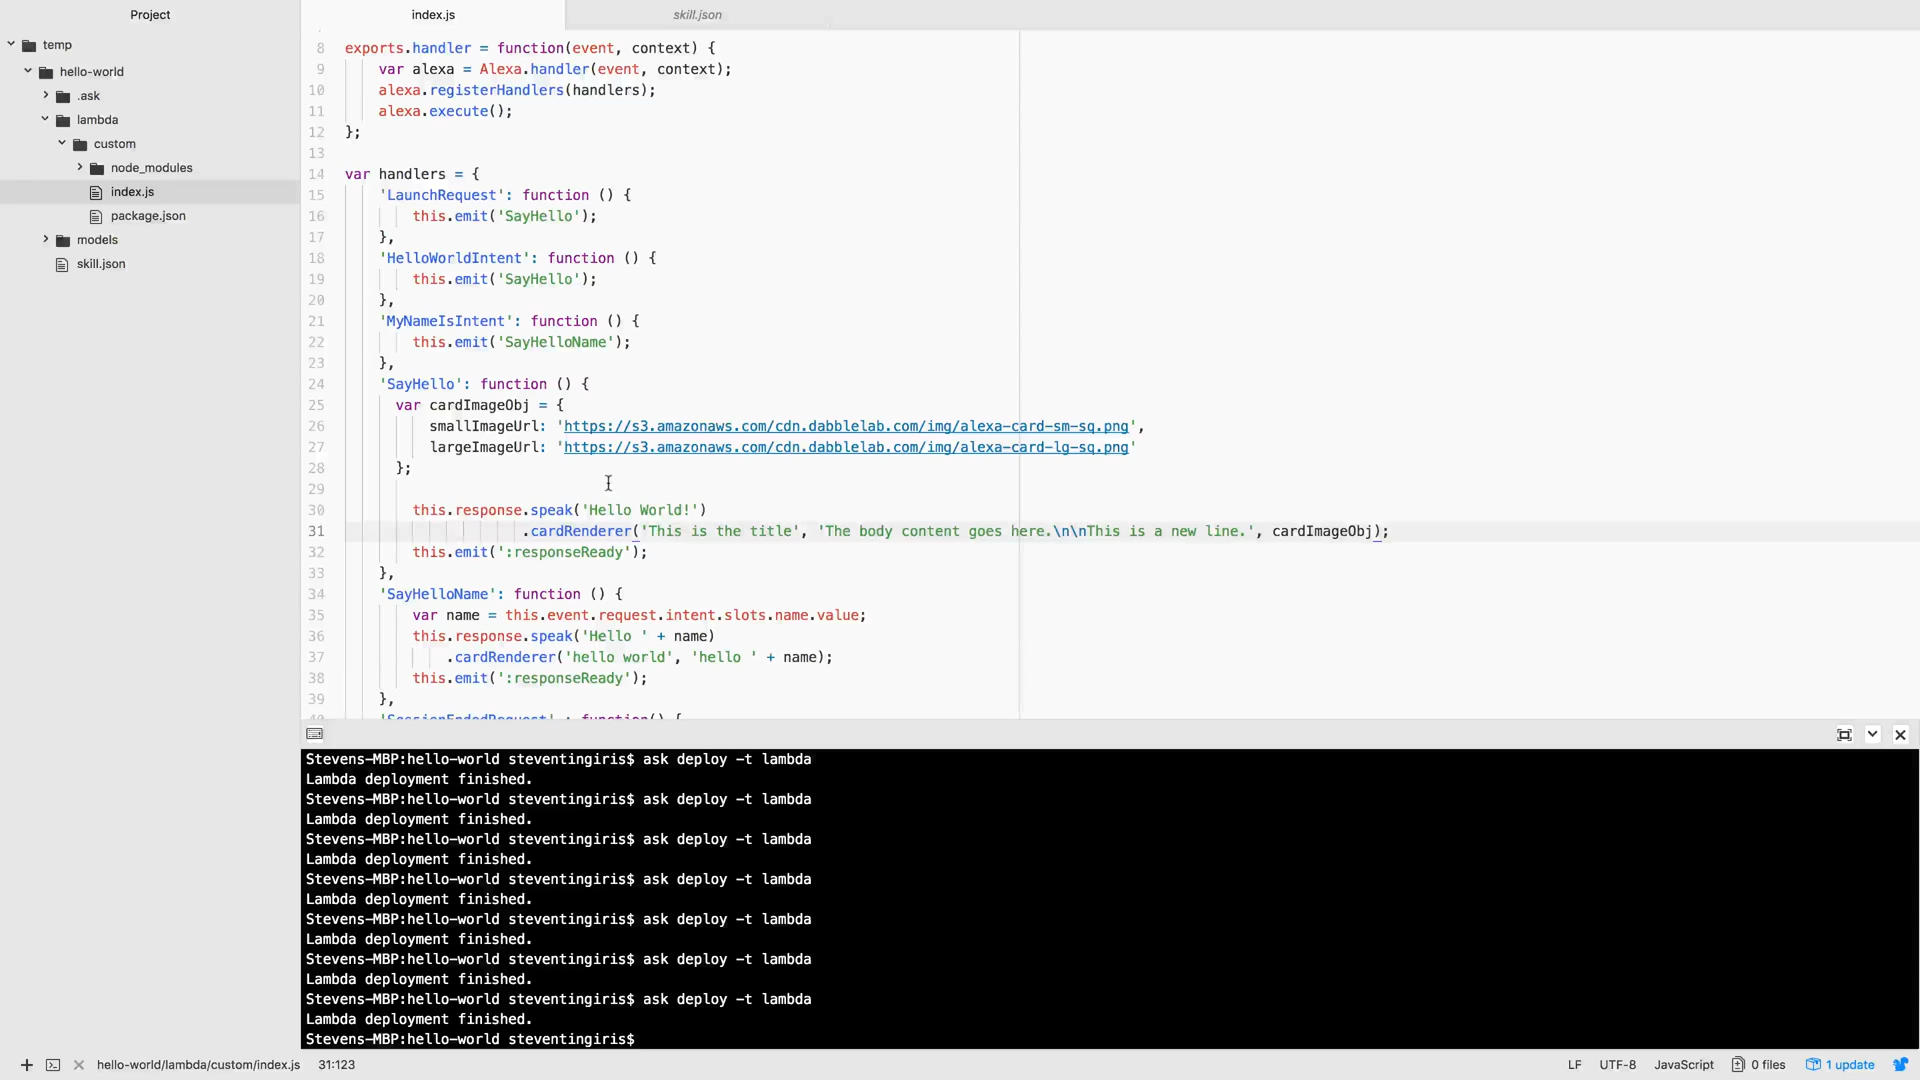 Project
index.js
skill.json
temp
hello-world
.ask
lambda
custom
node_modules
index.js
package.json
models
skill.json
8 exports.handler = function(event, context) {
9 var alexa = Alexa.handler(event, context);
10 alexa.registerHandlers(handlers);
11 alexa.execute();
12 };
13
14 var handlers = {
15 'LaunchRequest': function () {
16 this.emit('SayHello');
17 },
18 'HelloWorldIntent': function () {
19 this.emit('SayHello');
20 },
21 'MyNameIsIntent': function () {
22 this.emit('SayHelloName');
23 },
24 'SayHello': function () {
25 var cardImageObj = {
26 smallImageUrl: 'https://s3.amazonaws.com/cdn.dabblelab.com/img/alexa-card-sm-sq.png',
27 largeImageUrl: 'https://s3.amazonaws.com/cdn.dabblelab.com/img/alexa-card-lg-sq.png'
28 };
29
30 this.response.speak('Hello World!')
31 .cardRenderer('This is the title', 'The body content goes here.\n\nThis is a new line.', cardImageObj);
32 this.emit(':responseReady');
33 },
34 'SayHelloName': function () {
35 var name = this.event.request.intent.slots.name.value;
36 this.response.speak('Hello ' + name)
37 .cardRenderer('hello world', 'hello ' + name);
38 this.emit(':responseReady');
39 },
40 'SessionEndedRequest' : function() {
Stevens-MBP:hello-world steventingiris$ ask deploy -t lambda
Lambda deployment finished.
Stevens-MBP:hello-world steventingiris$ ask deploy -t lambda
Lambda deployment finished.
Stevens-MBP:hello-world steventingiris$ ask deploy -t lambda
Lambda deployment finished.
Stevens-MBP:hello-world steventingiris$ ask deploy -t lambda
Lambda deployment finished.
Stevens-MBP:hello-world steventingiris$ ask deploy -t lambda
Lambda deployment finished.
Stevens-MBP:hello-world steventingiris$ ask deploy -t lambda
Lambda deployment finished.
Stevens-MBP:hello-world steventingiris$ ask deploy -t lambda
Lambda deployment finished.
Stevens-MBP:hello-world steventingiris$
hello-world/lambda/custom/index.js 31:123 LF UTF-8 JavaScript 0 files 1 update